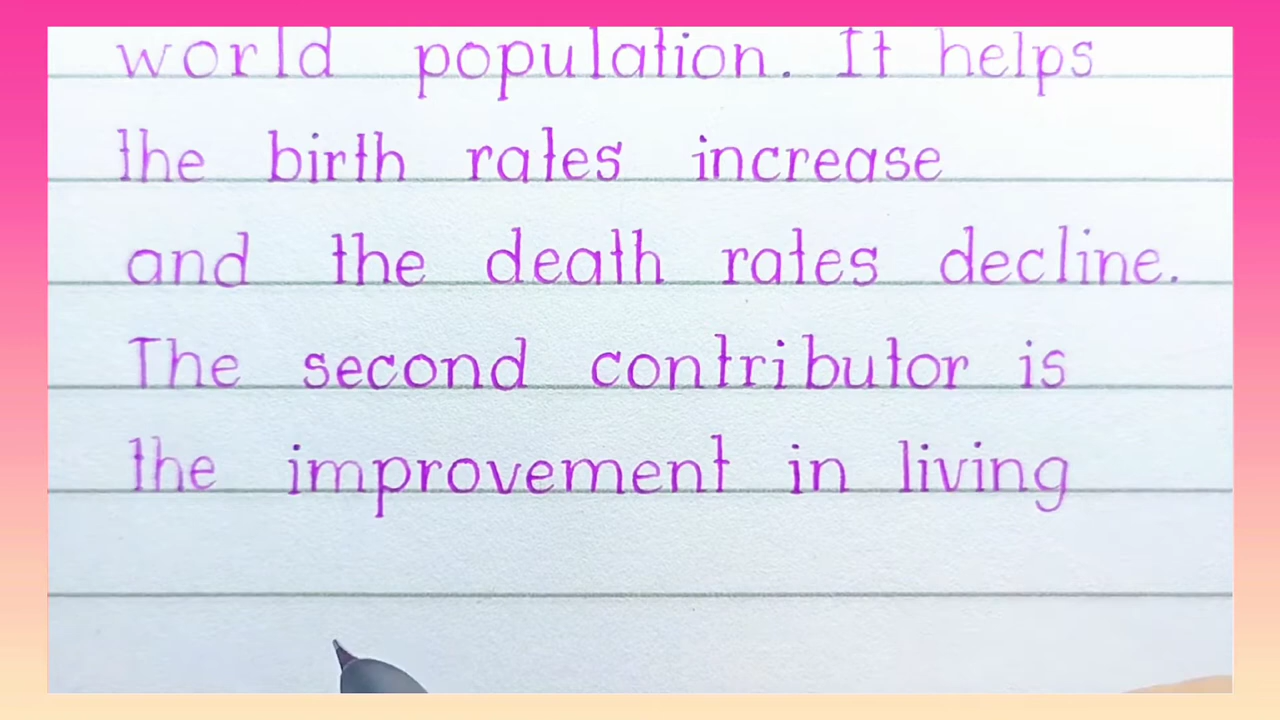 world population. It helps
the birth rates increase
and the death rates decline.
The second contributor is
the improvement in living